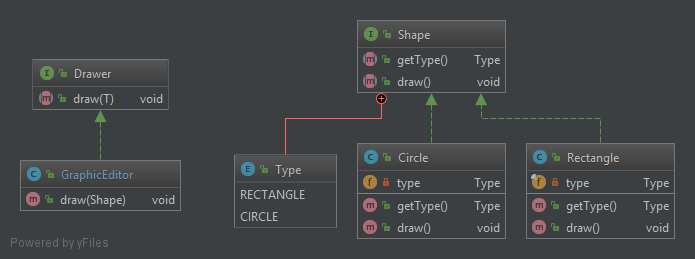 Drawer
draw(T) void
GraphicEditor
draw(Shape) void
Shape
getType() Type
draw() void
Type
RECTANGLE
CIRCLE
Circle
type Type
getType() Type
draw() void
Rectangle
type Type
getType() Type
draw() void
Powered by yFiles